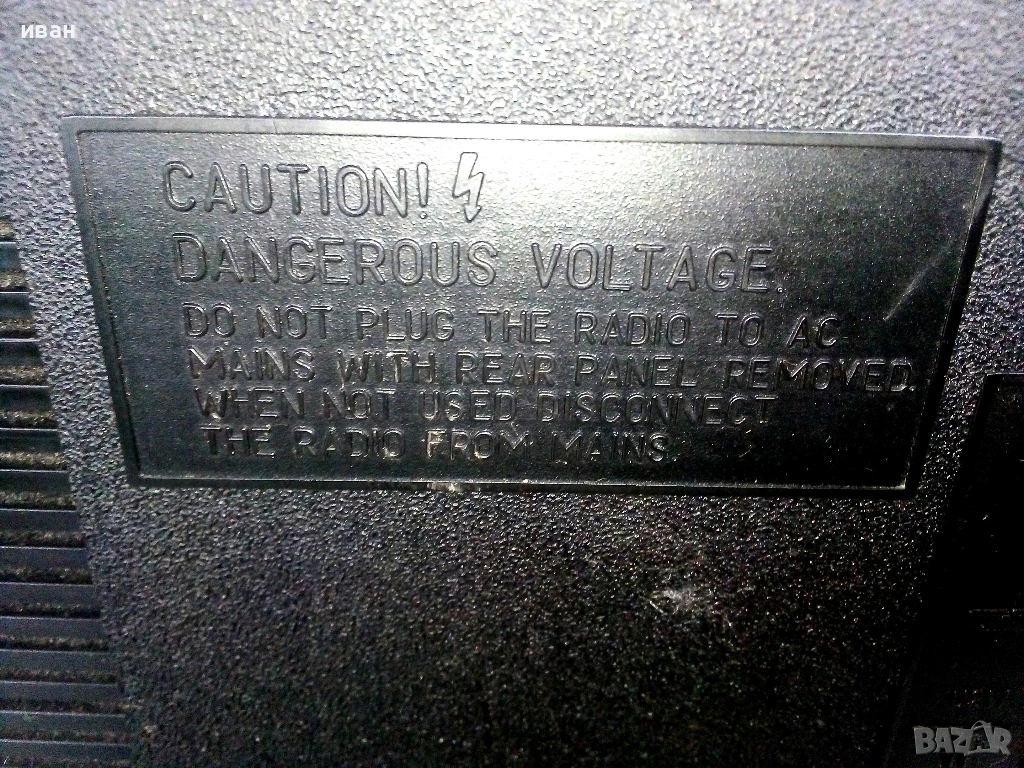 иван
CAUTION!
DANGEROUS VOLTAGE.
DO NOT PLUG THE RADIO TO AC
MAINS WITH REAR PANEL REMOVED.
WHEN NOT USED DISCONNECT
THE RADIO FROM MAINS.
BAZAR